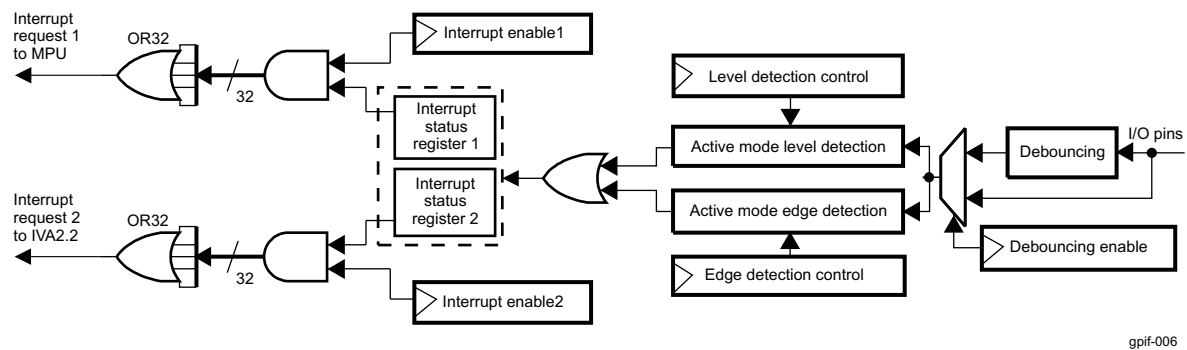 Interrupt
request 1
to MPU
OR32
32
Interrupt enable1
Interrupt
status
register 1
Interrupt
status
register 2
Level detection control
Active mode level detection
Active mode edge detection
Edge detection control
Debouncing
I/O pins
Debouncing enable
Interrupt
request 2
to IVA2.2
OR32
32
Interrupt enable2
gpif-006